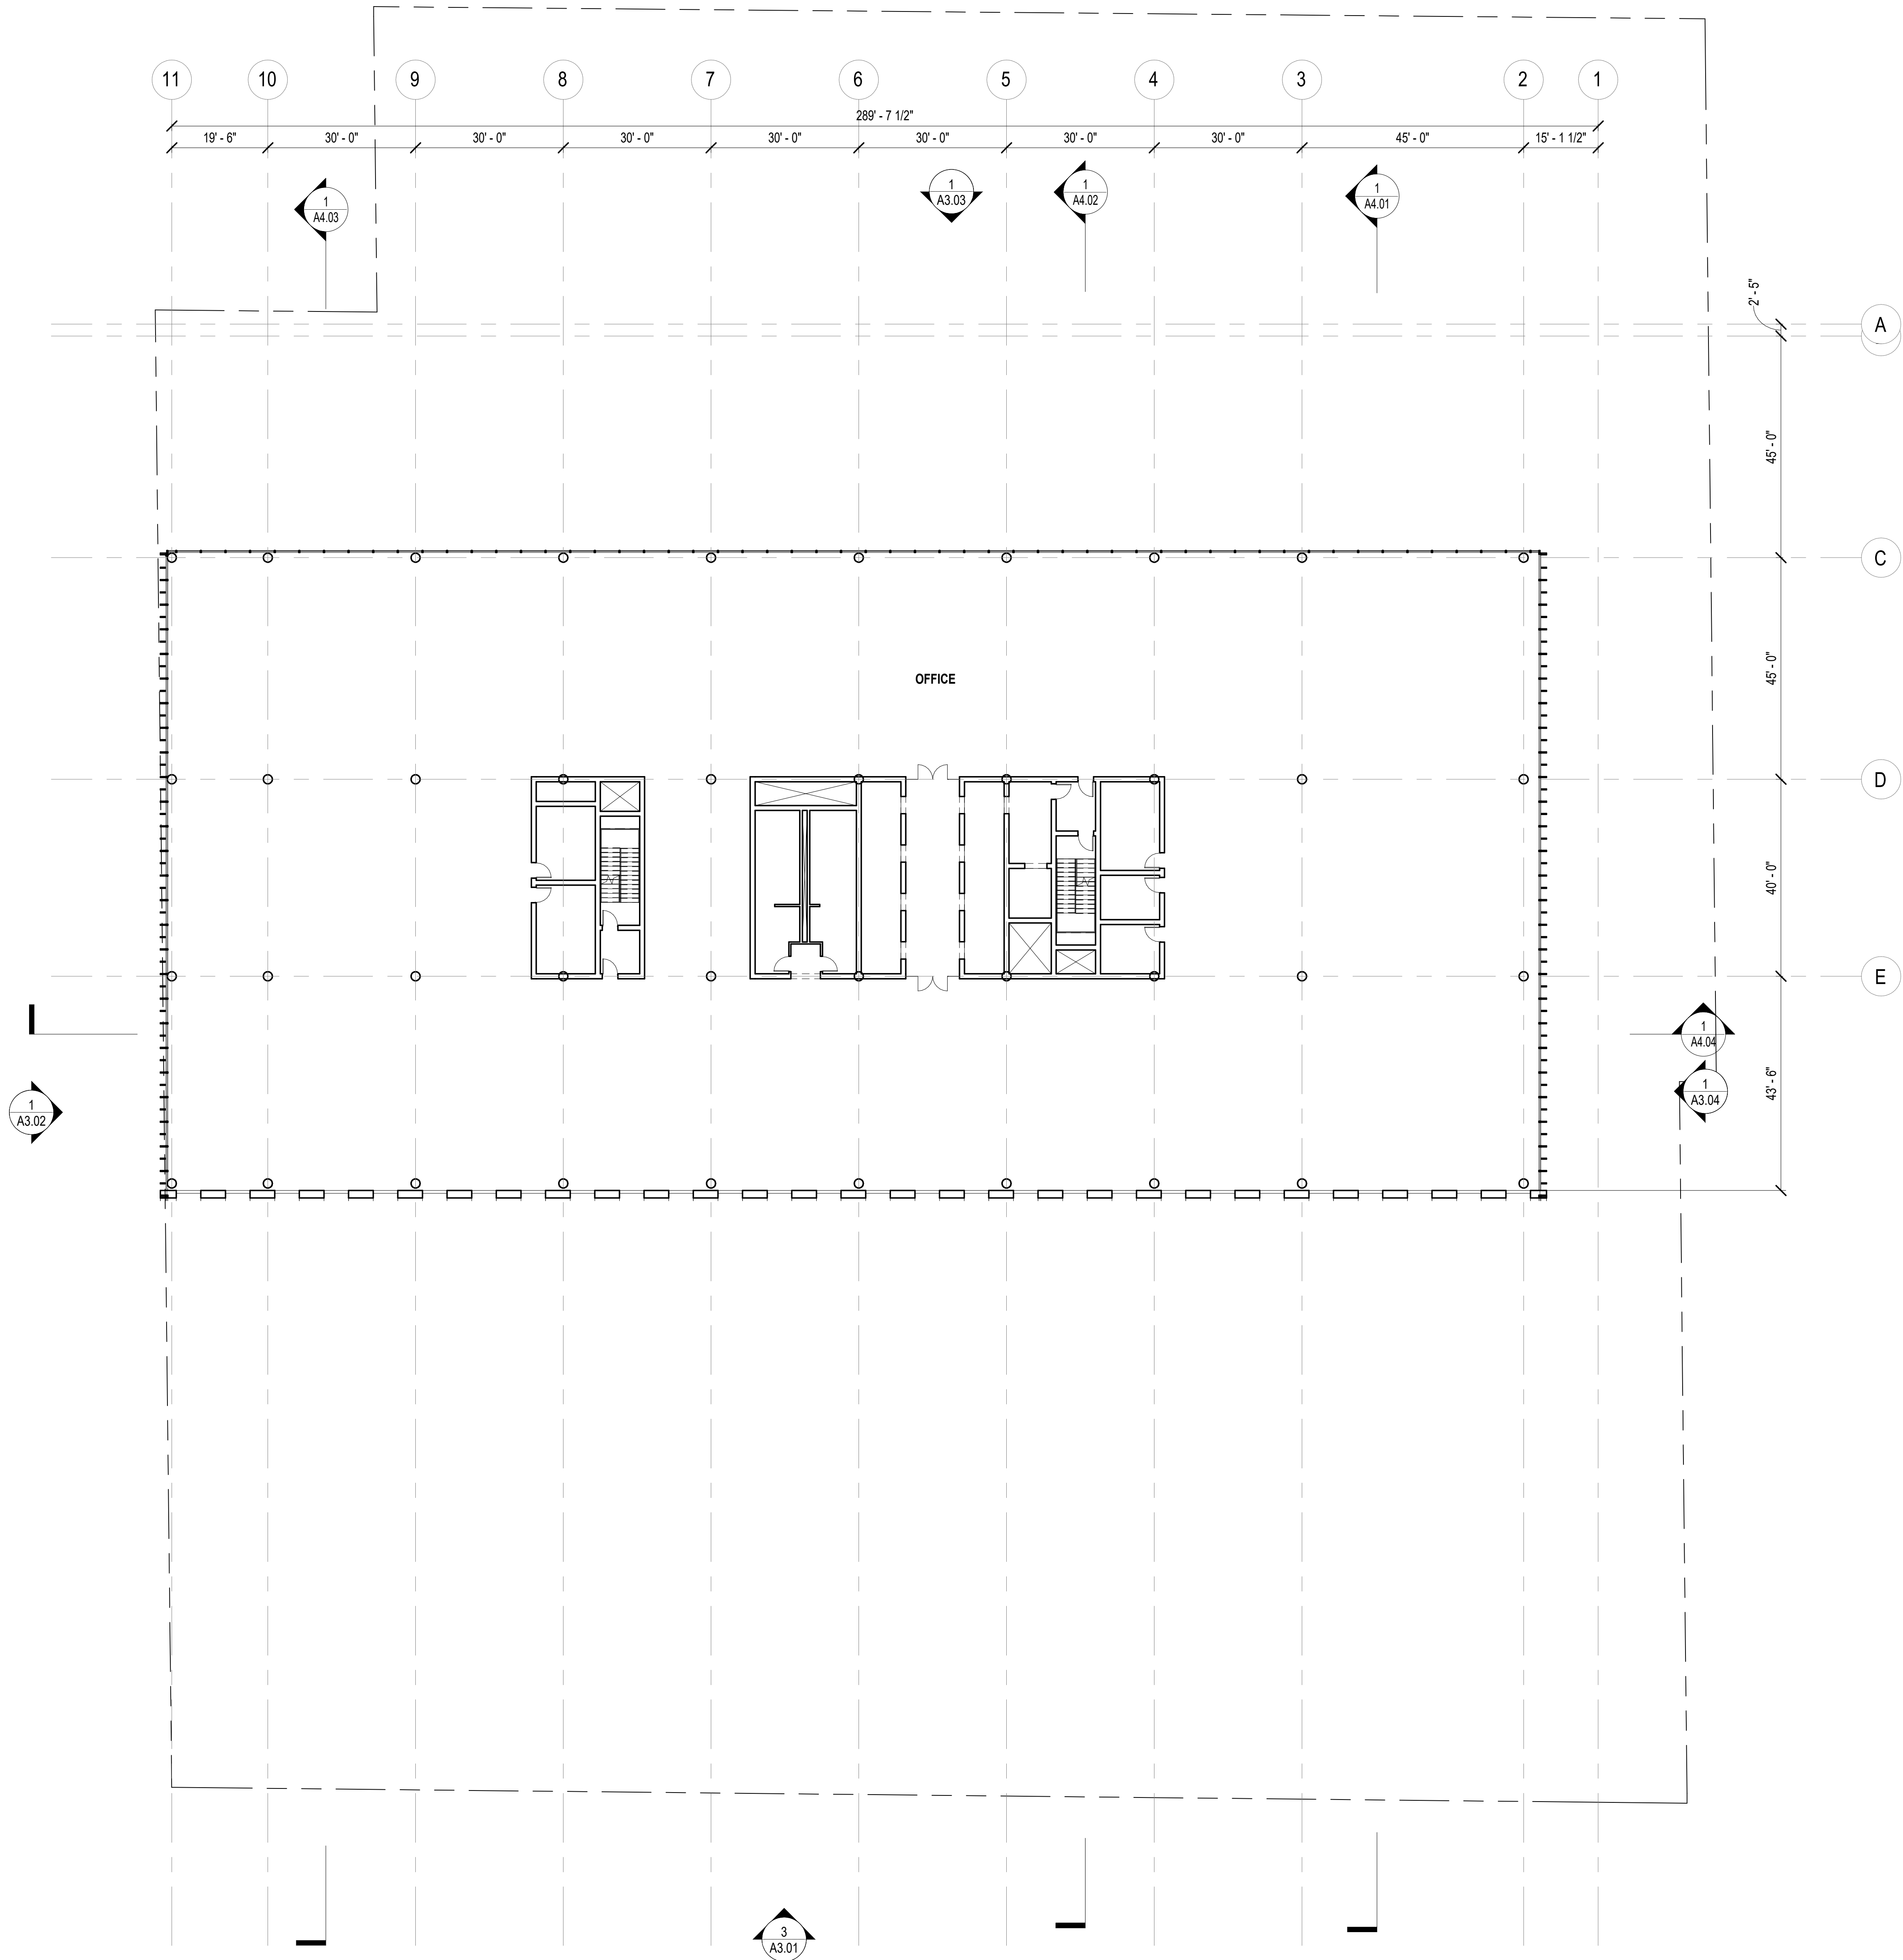 11 10 9 8 7 6 5 4 3 2 1
289' - 7 1/2"
19' - 6" 30' - 0" 30' - 0" 30' - 0" 30' - 0" 30' - 0" 30' - 0" 30' - 0" 45' - 0" 15' - 1 1/2"
1
A4.03
1
A3.03
1
A4.02
1
A4.01
2' - 5"
A
45' - 0"
C
45' - 0"
OFFICE
D
40' - 0"
E
1
A4.04
43' - 6"
1
A3.04
1
A3.02
3
A3.01